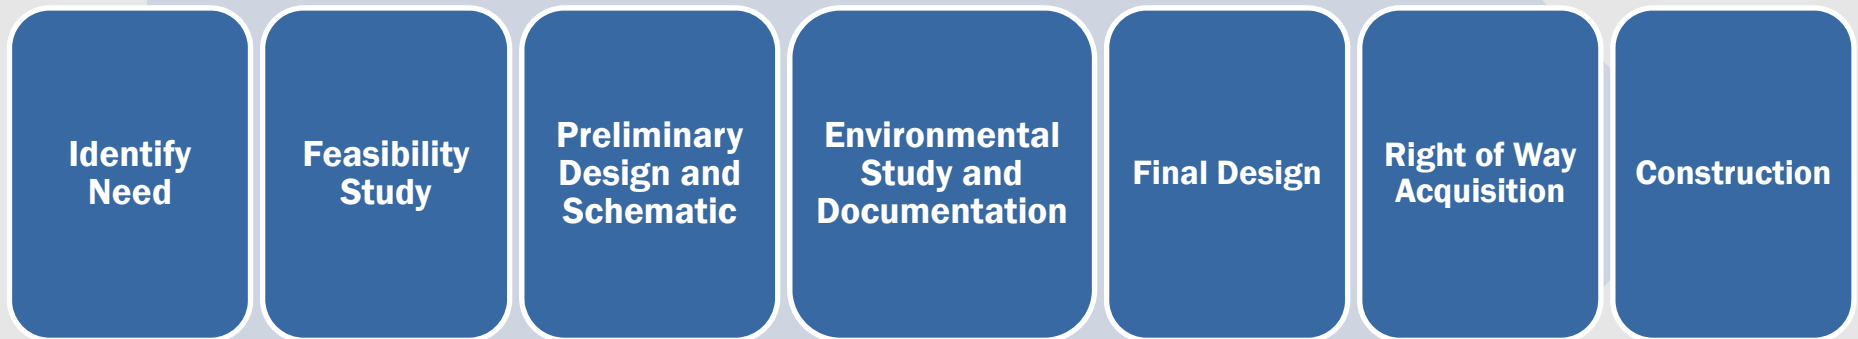 Identify
Need
Feasibility
Study
Preliminary
Design and
Schematic
Environmental
Study and
Documentation
Final Design
Right of Way
Acquisition
Construction